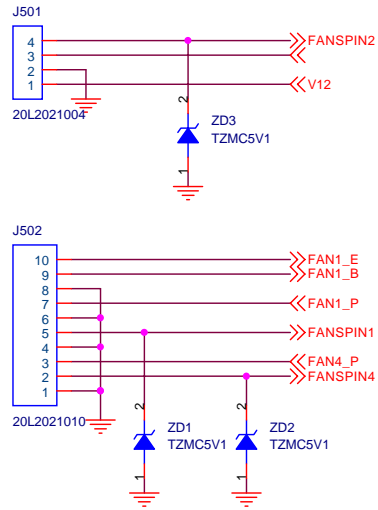 J501
4
FANSPIN2
3
2
1
V12
20L2021004
2
ZD3
TZMC5V1
1
J502
10
FAN1_E
9
FAN1_B
8
7
FAN1_P
6
5
FANSPIN1
4
3
FAN4_P
2
FANSPIN4
1
20L2021010
2
ZD1
TZMC5V1
1
2
ZD2
TZMC5V1
1